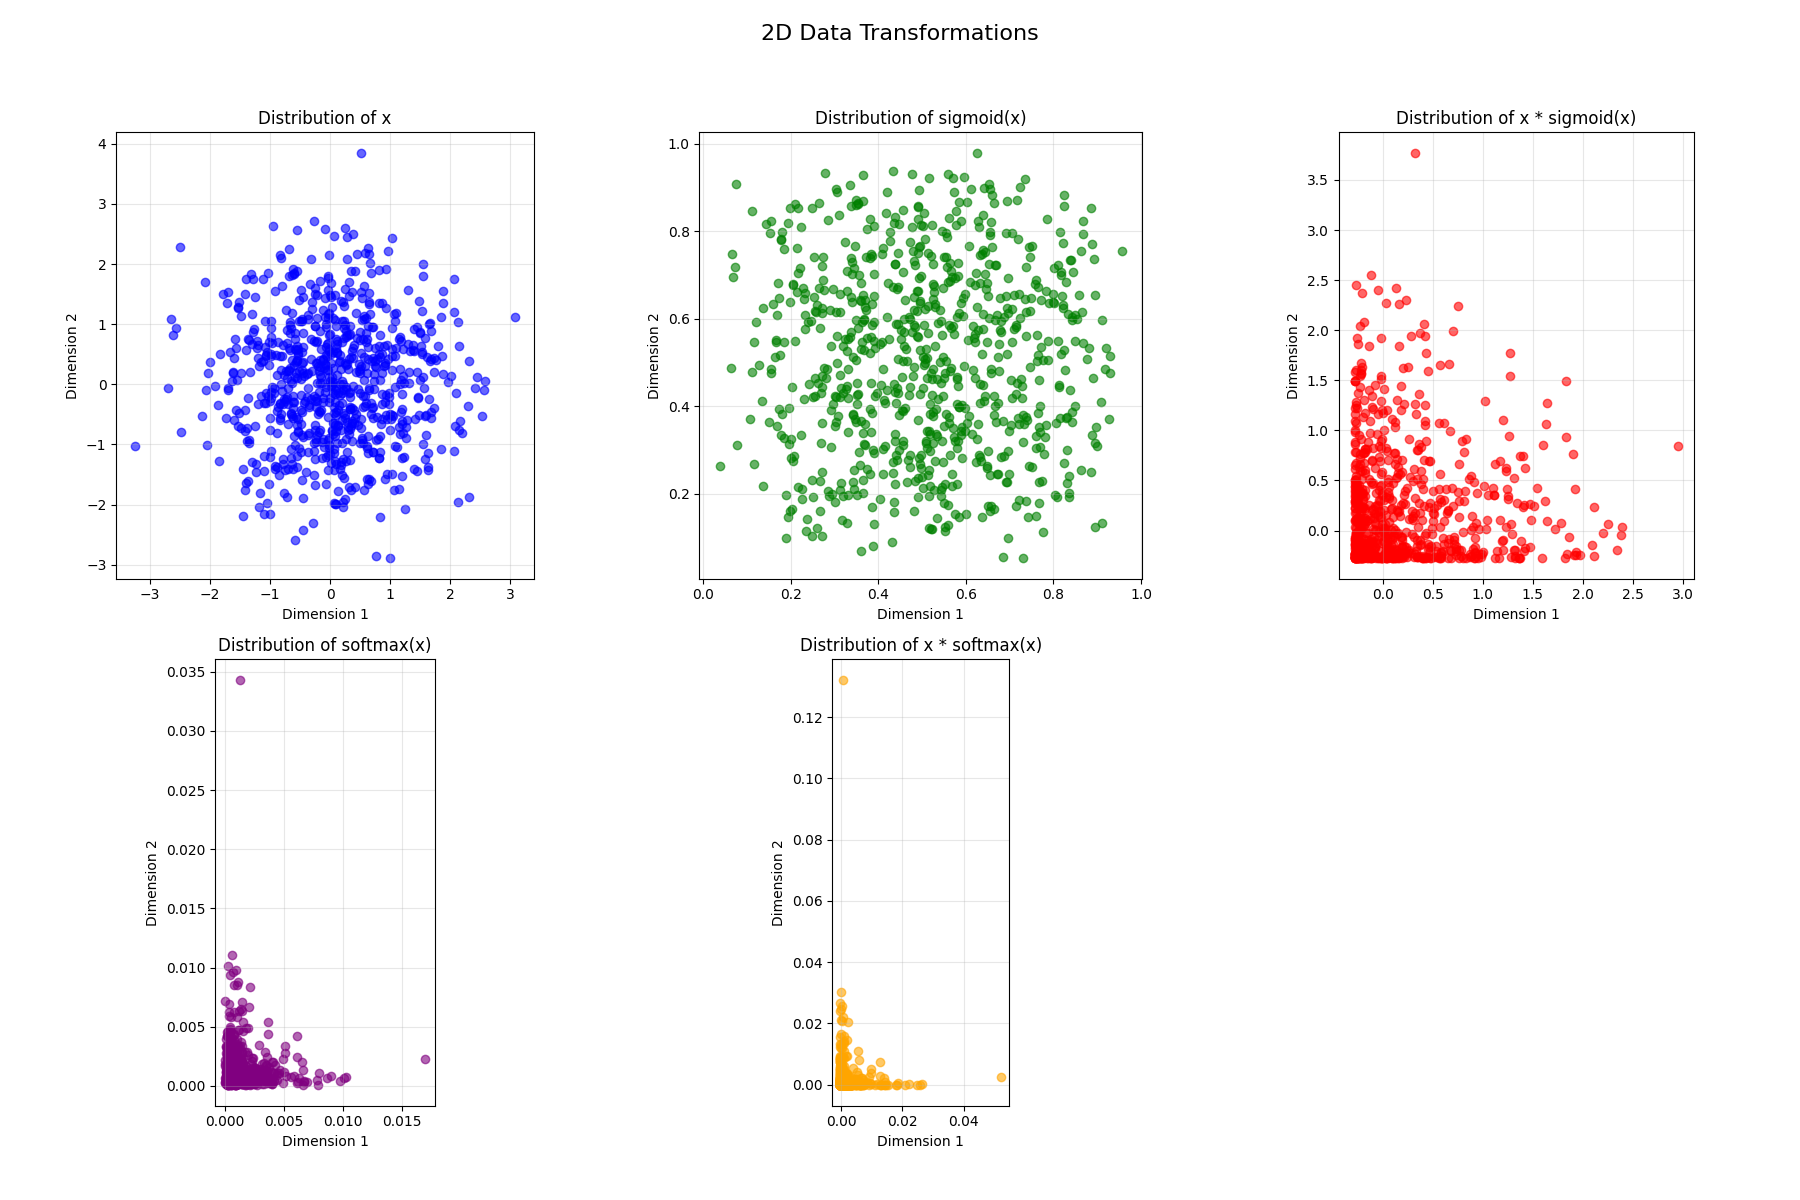 2D Data Transformations
Distribution of x
4
3
2
1
0
−1
−2
−3
Dimension 2
−3 −2 −1 0 1 2 3
Dimension 1
Distribution of sigmoid(x)
1.0
0.8
0.6
0.4
0.2
Dimension 2
0.0 0.2 0.4 0.6 0.8 1.0
Dimension 1
Distribution of x * sigmoid(x)
3.5
3.0
2.5
2.0
1.5
1.0
0.5
0.0
Dimension 2
0.0 0.5 1.0 1.5 2.0 2.5 3.0
Dimension 1
Distribution of softmax(x)
0.035
0.030
0.025
0.020
0.015
0.010
0.005
0.000
Dimension 2
0.000 0.005 0.010 0.015
Dimension 1
Distribution of x * softmax(x)
0.12
0.10
0.08
0.06
0.04
0.02
0.00
Dimension 2
0.00 0.02 0.04
Dimension 1